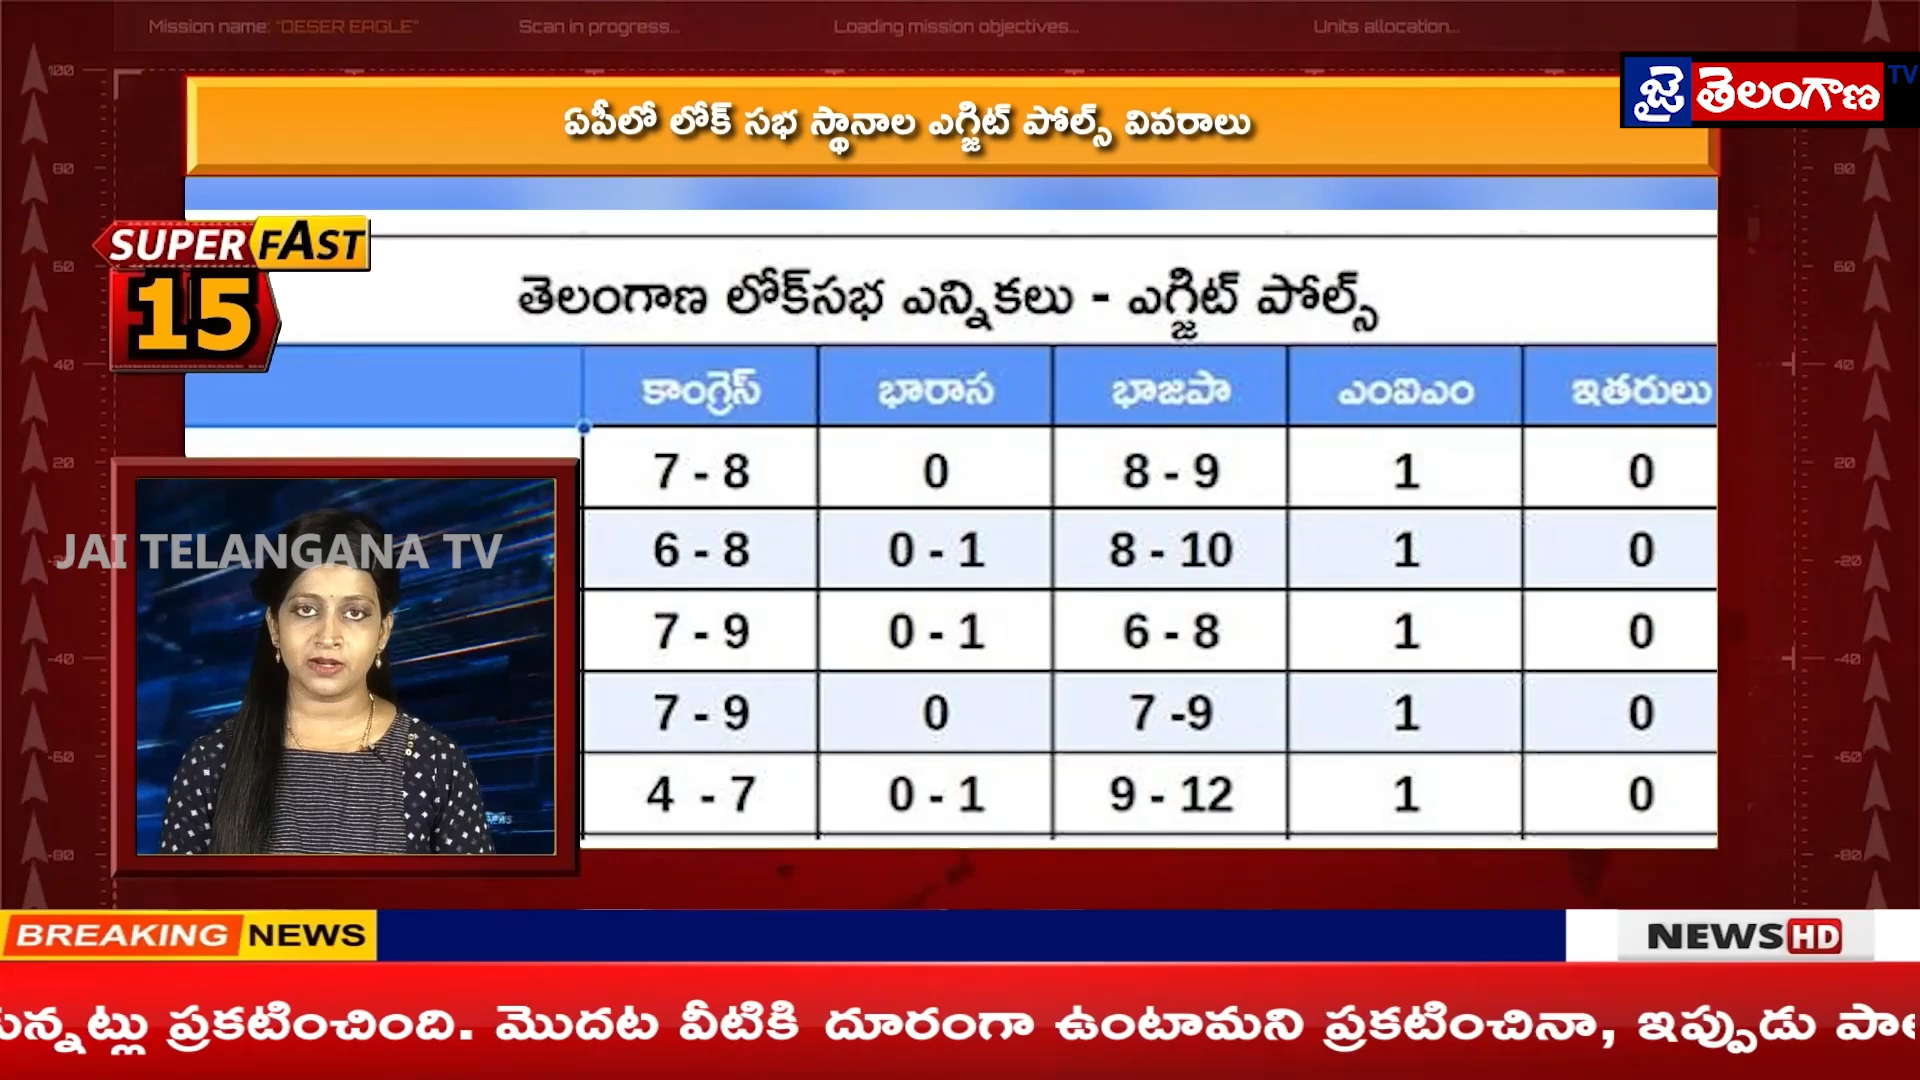 Mission name: "DESER EAGLE" Scan in progress... Loading mission objectives... Units allocation...
జై తెలంగాణ TV
ఏపీలో లోక్ సభ స్థానాల ఎగ్జిట్ పోల్స్ వివరాలు
SUPER FAST
15
తెలంగాణ లోక్‌సభ ఎన్నికలు - ఎగ్జిట్ పోల్స్
కాంగ్రెస్ భారాస భాజపా ఎంఐఎం ఇతరులు
7 - 8 0 8 - 9 1 0
6 - 8 0 - 1 8 - 10 1 0
7 - 9 0 - 1 6 - 8 1 0
7 - 9 0 7 -9 1 0
4 - 7 0 - 1 9 - 12 1 0
JAI TELANGANA TV
BREAKING NEWS
NEWS HD
ప్రకటించింది. మొదట వీటికి దూరంగా ఉంటామని ప్రకటించినా, ఇప్పుడు